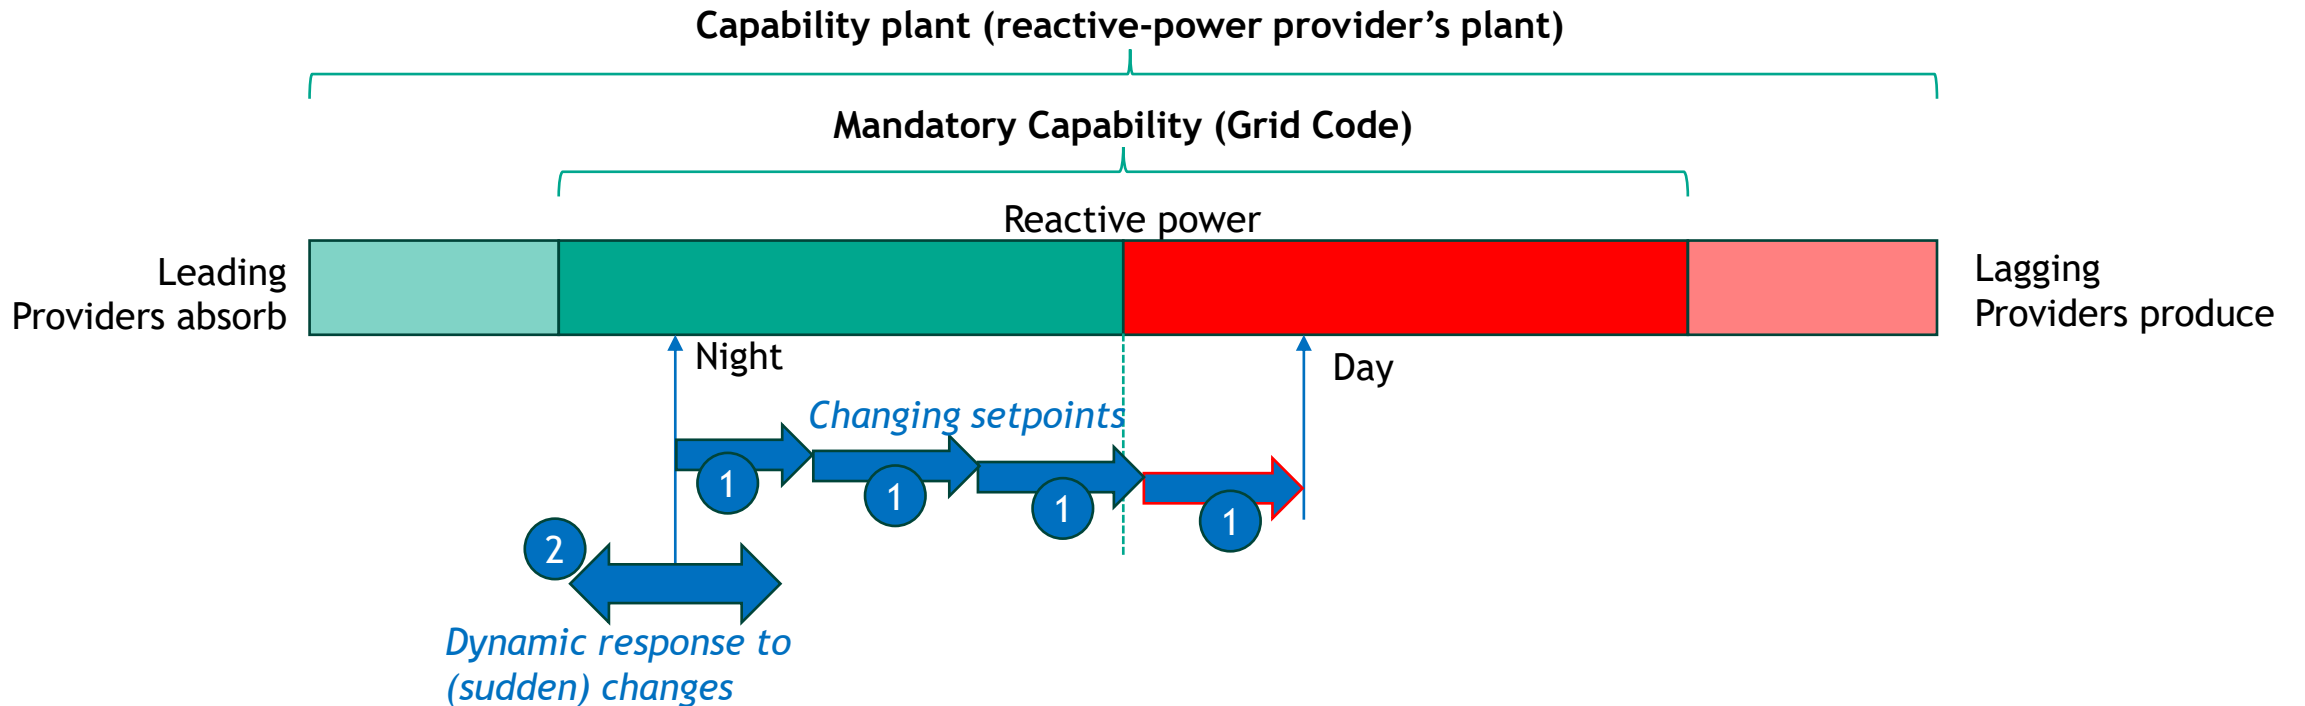 Capability plant (reactive-power provider’s plant)
Mandatory Capability (Grid Code)
Reactive power
Leading
Providers absorb
Lagging
Providers produce
Night
Day
Changing setpoints
1
1
1
1
2
Dynamic response to
(sudden) changes